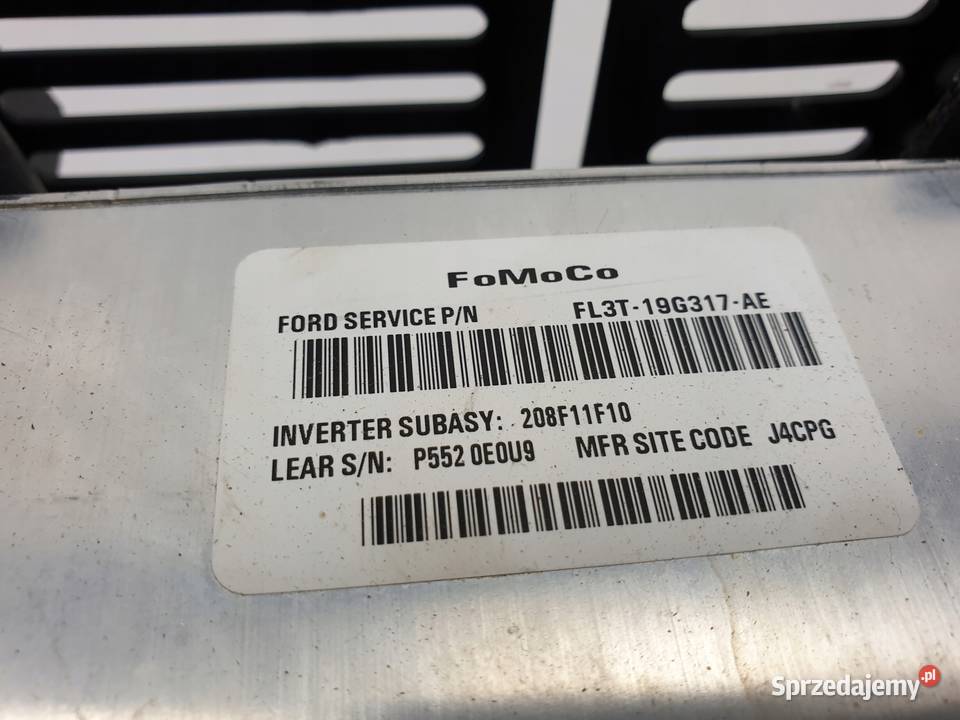 FoMoCo
FORD SERVICE P/N FL3T-19G317-AE
INVERTER SUBASY: 208F11F10
LEAR S/N: P552 0E0U9 MFR SITE CODE J4CPG
Sprzedajemy.pl